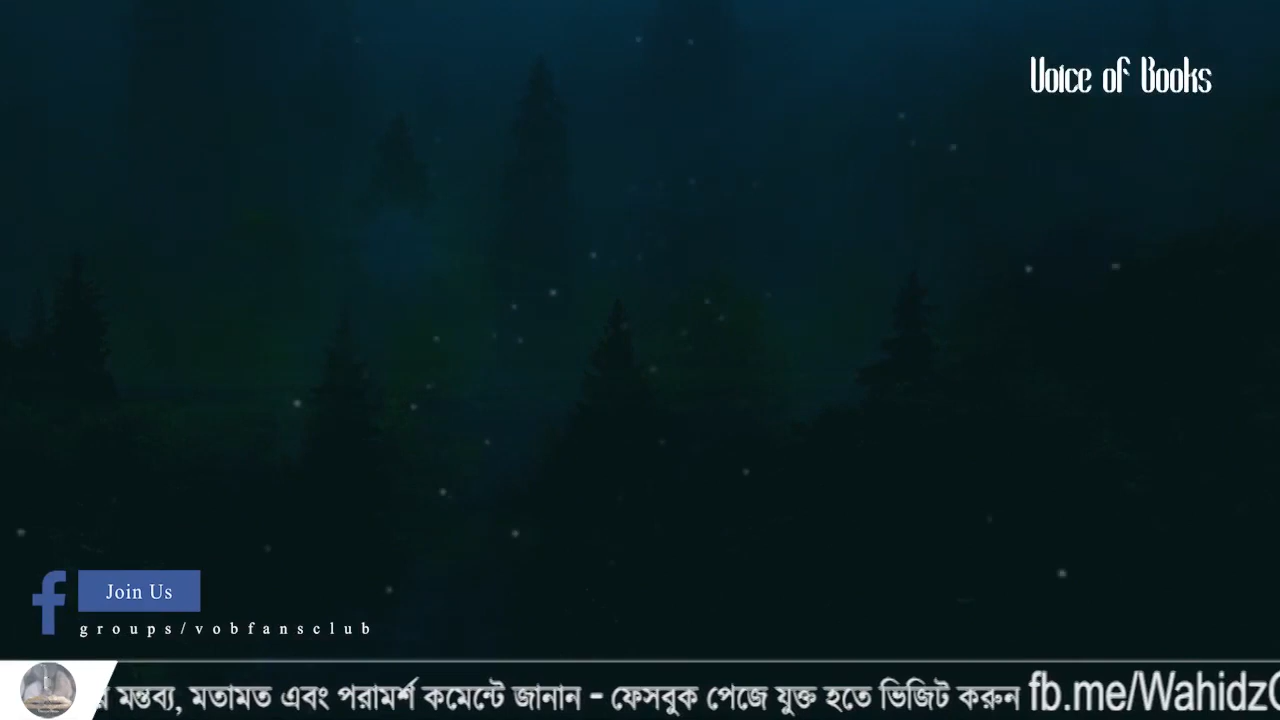 Voice of Books
Join Us
groups/vobfansclub
মন্তব্য, মতামত এবং পরামর্শ কমেন্টে জানান - ফেসবুক পেজে যুক্ত হতে ভিজিট করুন fb.me/Wahidz